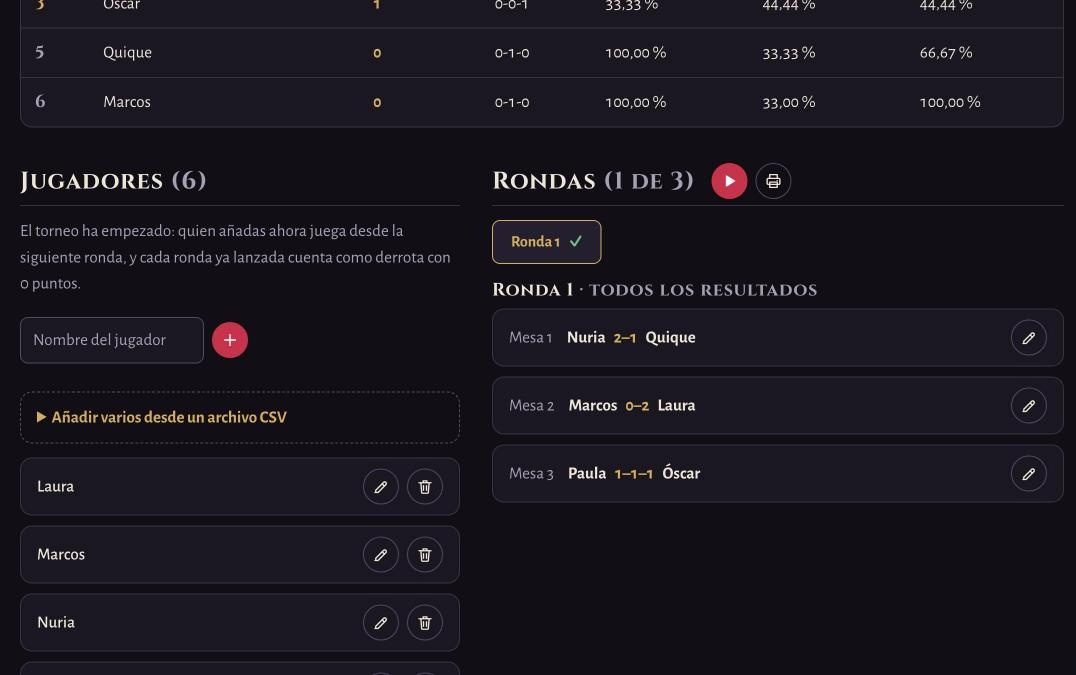 3 Óscar 1 0-0-1 33,33 % 44,44 % 44,44 %
5 Quique 0 0-1-0 100,00 % 33,33 % 66,67 %
6 Marcos 0 0-1-0 100,00 % 33,00 % 100,00 %
Jugadores (6)
El torneo ha empezado: quien añadas ahora juega desde la
siguiente ronda, y cada ronda ya lanzada cuenta como derrota con
0 puntos.
Nombre del jugador
Añadir varios desde un archivo CSV
Laura
Marcos
Nuria
Rondas (1 de 3)
Ronda 1
Ronda 1 · todos los resultados
Mesa 1 Nuria 2–1 Quique
Mesa 2 Marcos 0–2 Laura
Mesa 3 Paula 1–1–1 Óscar